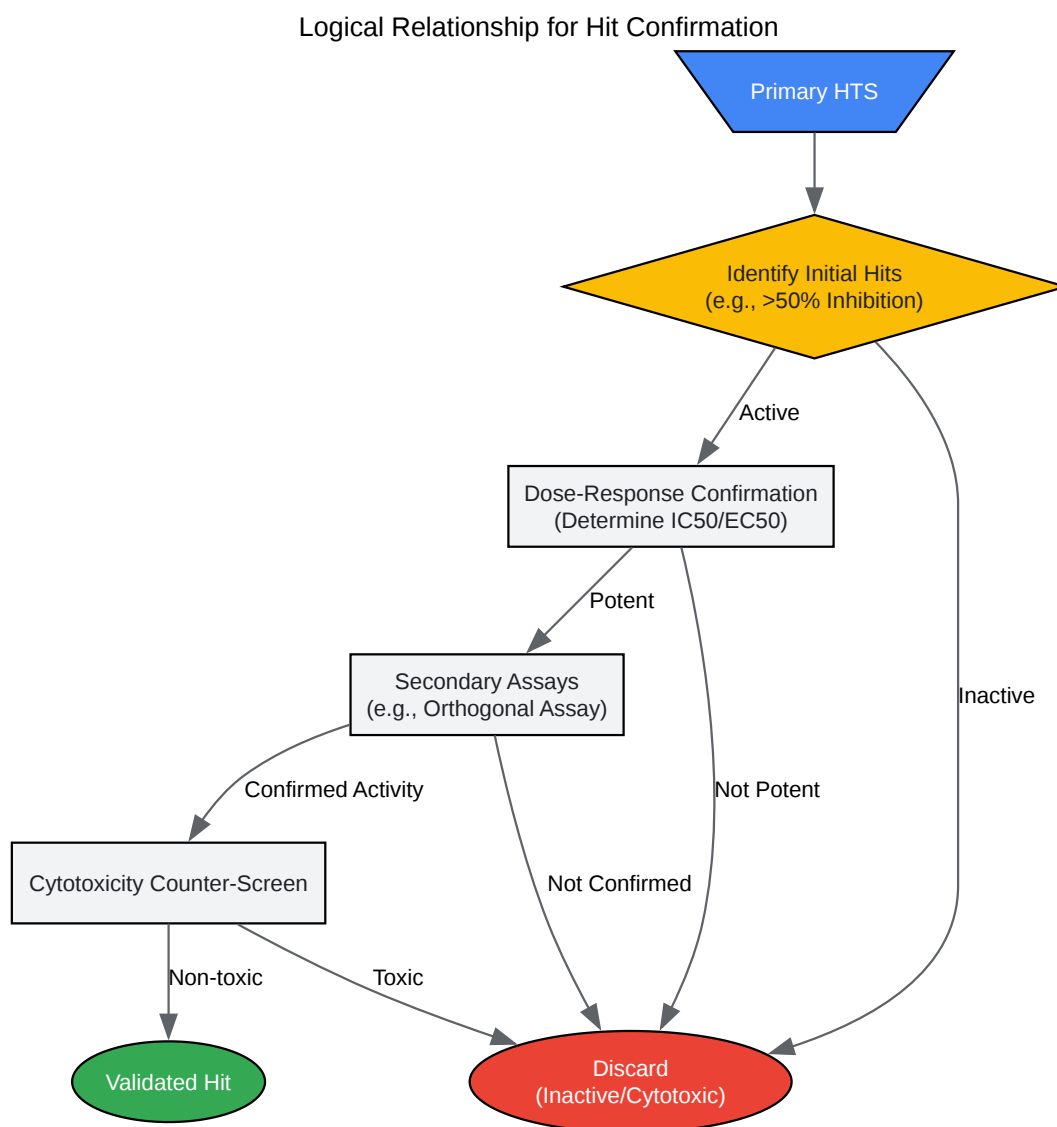 Logical Relationship for Hit Confirmation
Primary HTS
Identify Initial Hits
(e.g., >50% Inhibition)
Active
Dose-Response Confirmation
(Determine IC50/EC50)
Potent
Secondary Assays
(e.g., Orthogonal Assay)
Inactive
Confirmed Activity
Not Potent
Cytotoxicity Counter-Screen
Not Confirmed
Non-toxic
Toxic
Validated Hit
Discard
(Inactive/Cytotoxic)